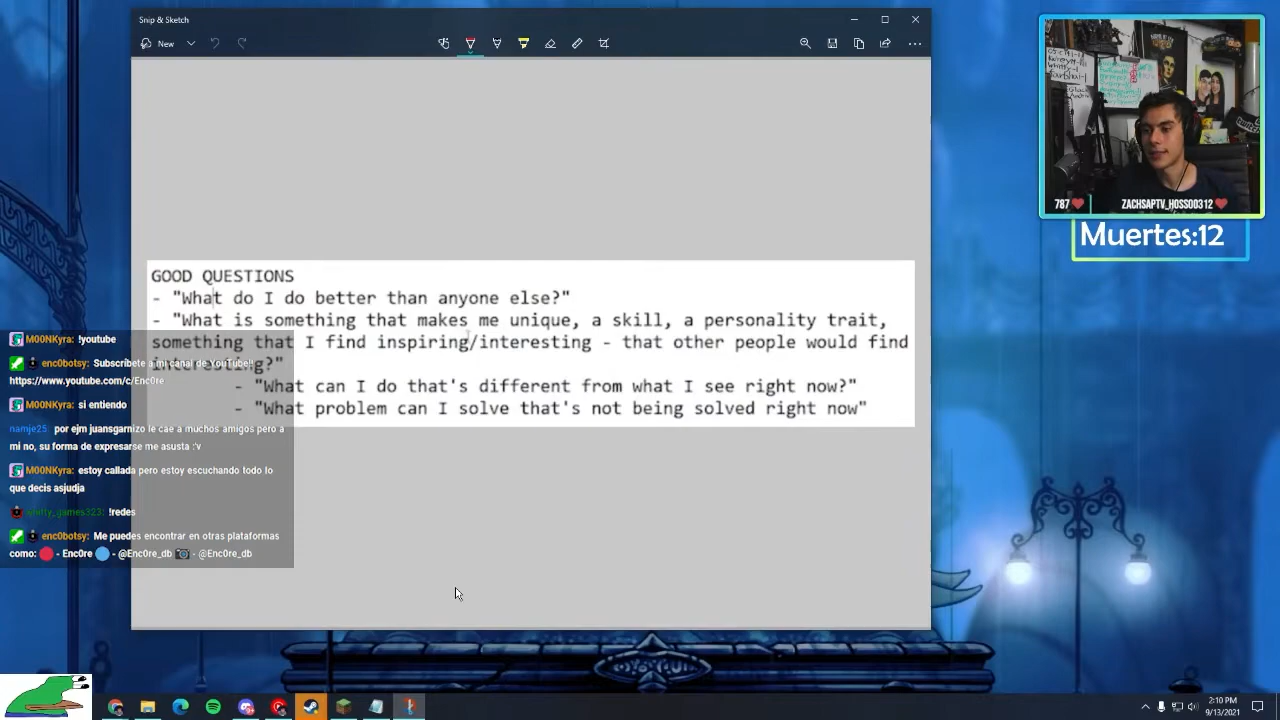 Snip & Sketch
New
GOOD QUESTIONS
- "What do I do better than anyone else?"
- "What is something that makes me unique, a skill, a personality trait,
something that I find inspiring/interesting - that other people would find
interesting?"
- "What can I do that's different from what I see right now?"
- "What problem can I solve that's not being solved right now"
M00NKyra: !youtube
enc0botsy: Subscríbete a mi canal de YouTube!!
https://www.youtube.com/c/Enc0re
M00NKyra: si entiendo
namje25: por ejm juansgarnizo le cae a muchos amigos pero a
mi no, su forma de expresarse me asusta :'v
M00NKyra: estoy callada pero estoy escuchando todo lo
que decis asjudja
ghitty_games323: !redes
enc0botsy: Me puedes encontrar en otras plataformas
como: - Enc0re - @Enc0re_db - @Enc0re_db
787
ZACHSAPTV_HOSSO0312
Muertes:12
2:10 PM
9/13/2021